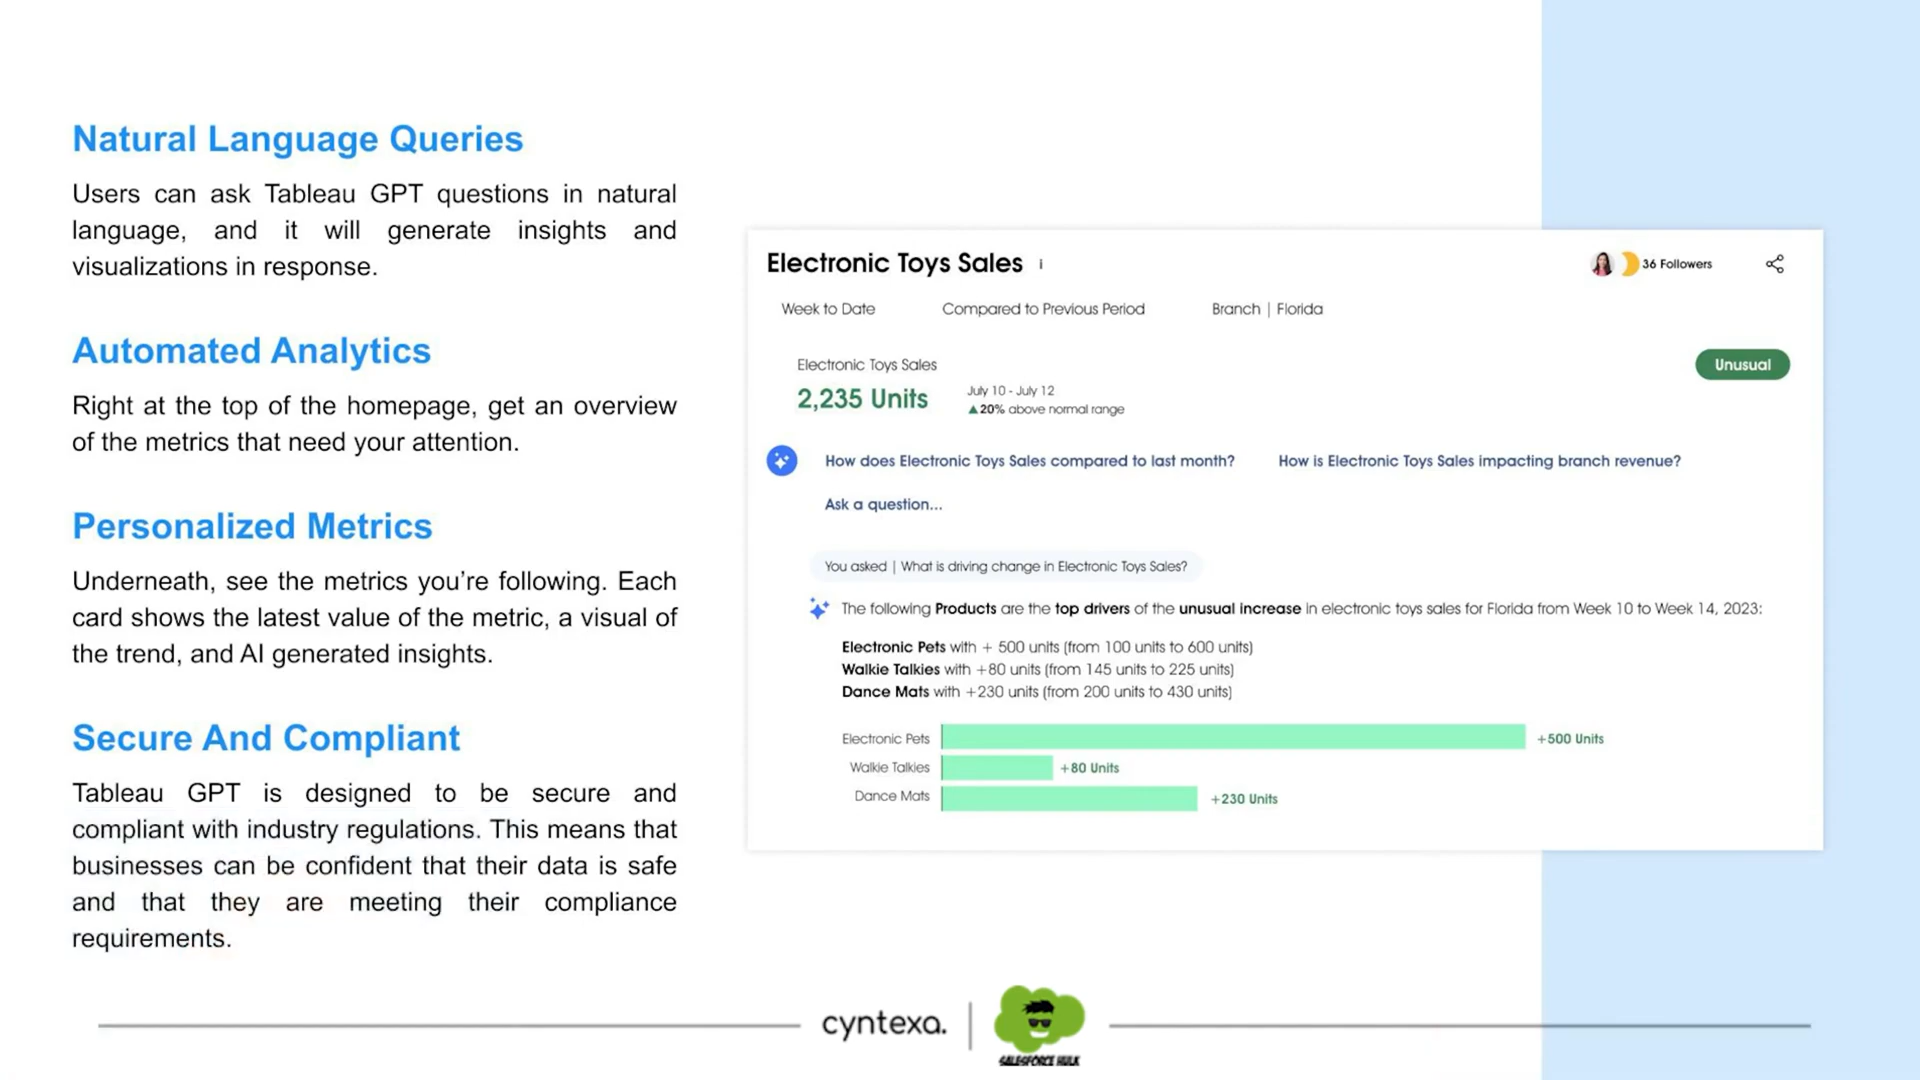 Natural Language Queries
Users can ask Tableau GPT questions in natural
language, and it will generate insights and
visualizations in response.
Automated Analytics
Right at the top of the homepage, get an overview
of the metrics that need your attention.
Personalized Metrics
Underneath, see the metrics you’re following. Each
card shows the latest value of the metric, a visual of
the trend, and AI generated insights.
Secure And Compliant
Tableau GPT is designed to be secure and
compliant with industry regulations. This means that
businesses can be confident that their data is safe
and that they are meeting their compliance
requirements.
Electronic Toys Sales i
36 Followers
Week to Date Compared to Previous Period Branch | Florida
Electronic Toys Sales
Unusual
2,235 Units
July 10 - July 12
▲20% above normal range
How does Electronic Toys Sales compared to last month? How is Electronic Toys Sales impacting branch revenue?
Ask a question...
You asked | What is driving change in Electronic Toys Sales?
The following Products are the top drivers of the unusual increase in electronic toys sales for Florida from Week 10 to Week 14, 2023:
Electronic Pets with + 500 units (from 100 units to 600 units)
Walkie Talkies with +80 units (from 145 units to 225 units)
Dance Mats with +230 units (from 200 units to 430 units)
Electronic Pets +500 Units
Walkie Talkies +80 Units
Dance Mats +230 Units
cyntexa.
SALESFORCE HULK